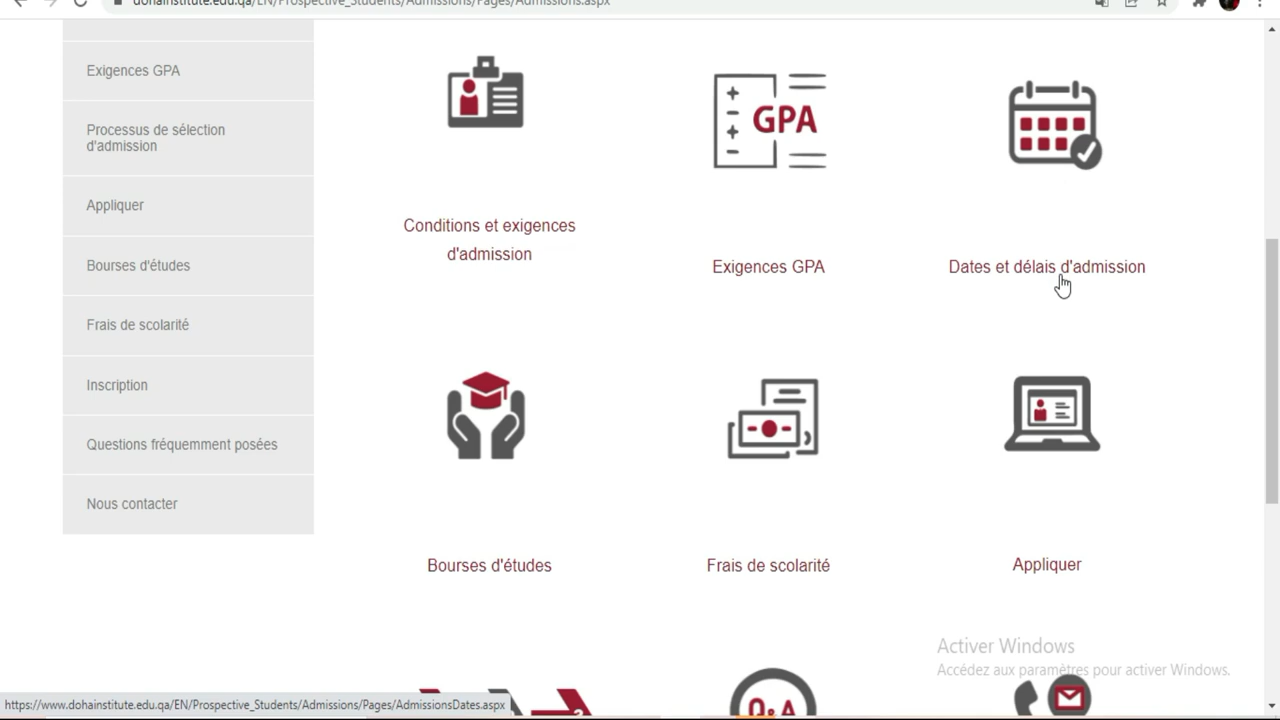 dohainstitute.edu.qa/EN/Prospective_Students/Admissions/Pages/Admissions.aspx
Exigences GPA
Processus de sélection
d'admission
Appliquer
Bourses d'études
Frais de scolarité
Inscription
Questions fréquemment posées
Nous contacter
GPA
Conditions et exigences
d'admission
Exigences GPA
Dates et délais d'admission
Bourses d'études
Frais de scolarité
Appliquer
Activer Windows
Accédez aux paramètres pour activer Windows.
Q&A
https://www.dohainstitute.edu.qa/EN/Prospective_Students/Admissions/Pages/AdmissionsDates.aspx